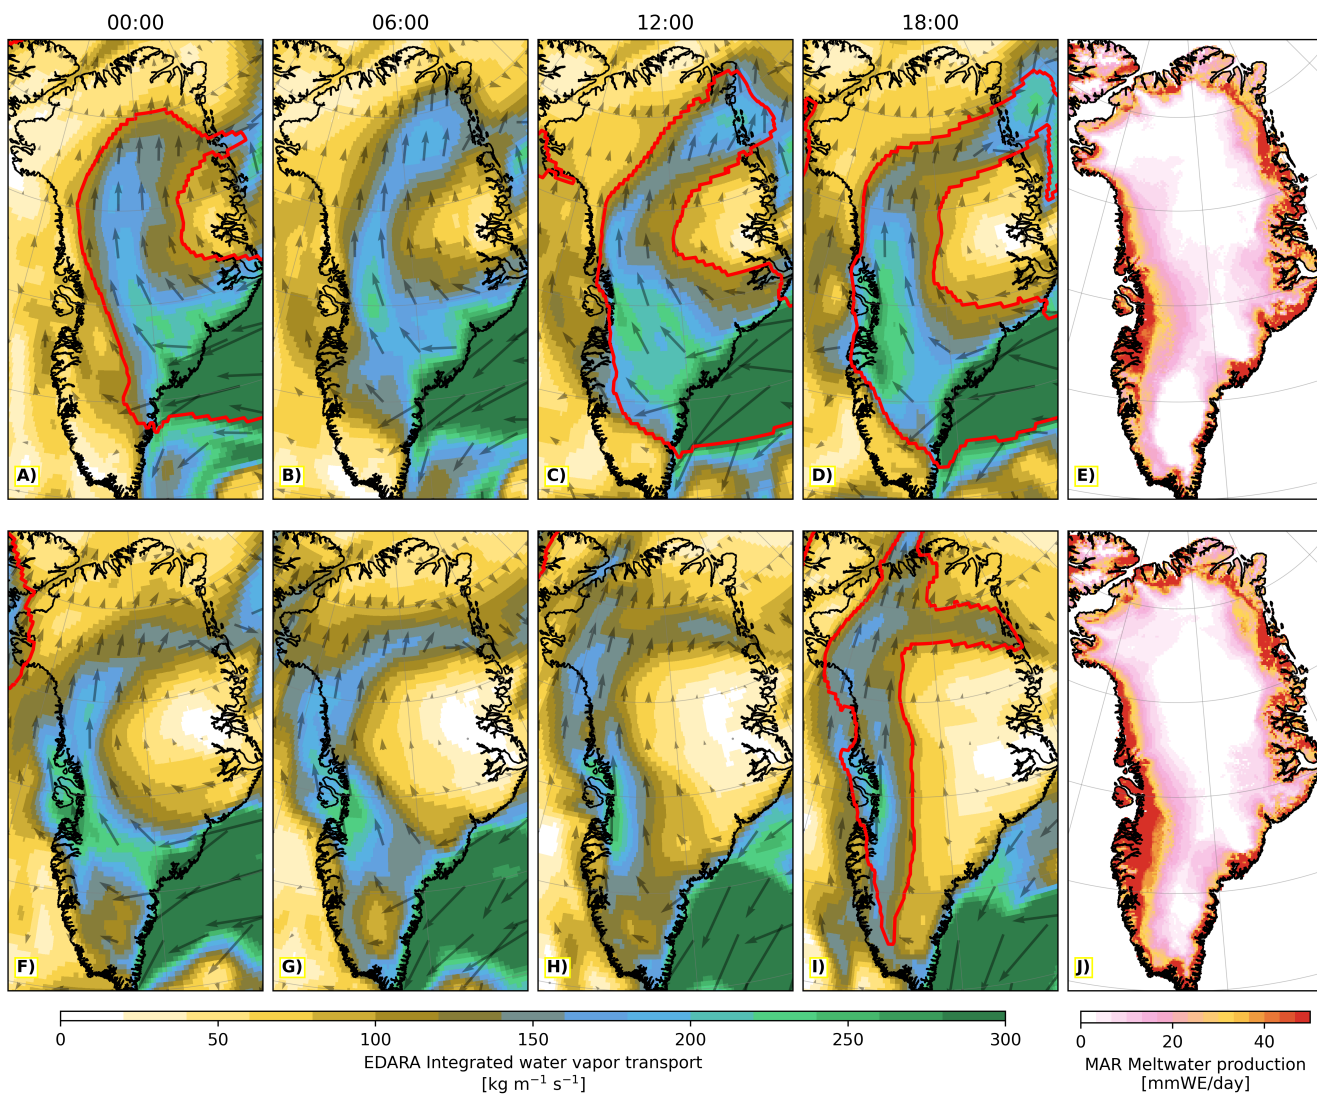 00:00 06:00 12:00 18:00
A) B) C) D) E)
F) G) H) I) J)
0 50 100 150 200 250 300 0 20 40
EDARA Integrated water vapor transport MAR Meltwater production
[kg m⁻¹ s⁻¹] [mmWE/day]